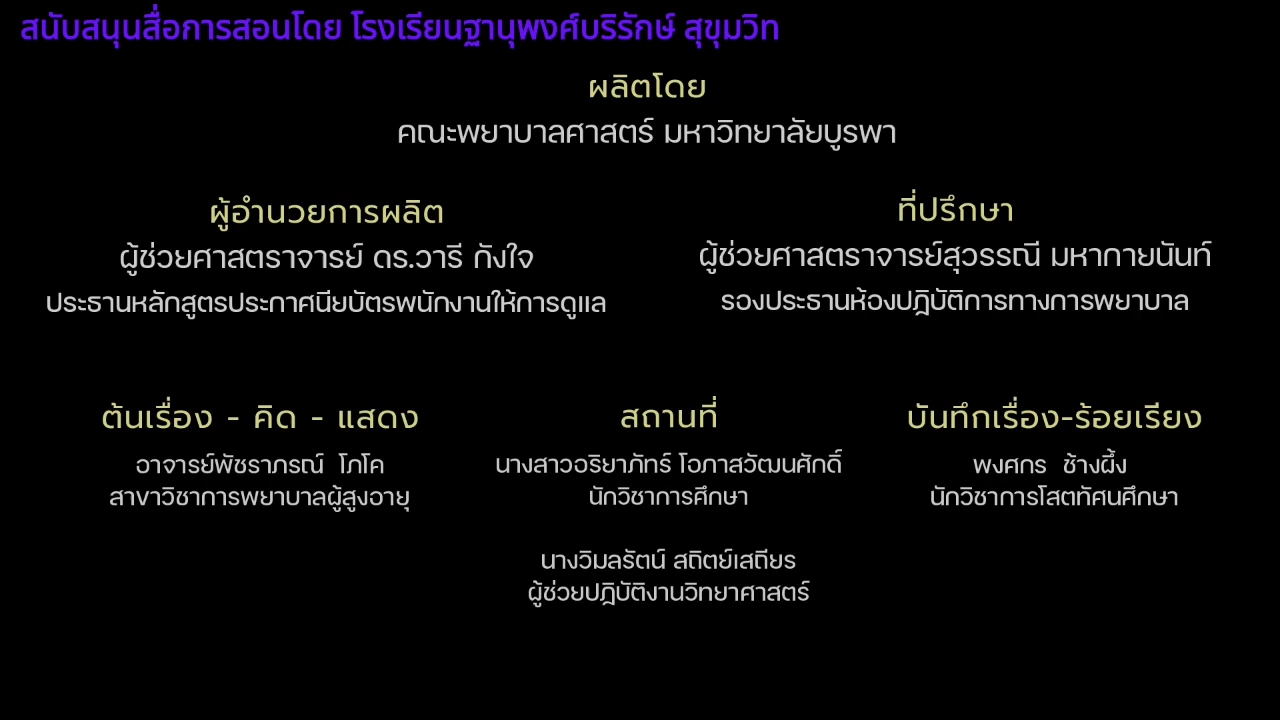 สนับสนุนสื่อการสอนโดย โรงเรียนฐานุพงศ์บริรักษ์ สุขุมวิท
ผลิตโดย
คณะพยาบาลศาสตร์ มหาวิทยาลัยบูรพา
ผู้อำนวยการผลิต
ผู้ช่วยศาสตราจารย์ ดร.วารี กังใจ
ประธานหลักสูตรประกาศนียบัตรพนักงานให้การดูแล
ที่ปรึกษา
ผู้ช่วยศาสตราจารย์สุวรรณี มหากายนันท์
รองประธานห้องปฎิบัติการทางการพยาบาล
ต้นเรื่อง - คิด - แสดง
อาจารย์พัชราภรณ์ โภโค
สาขาวิชาการพยาบาลผู้สูงอายุ
สถานที่
นางสาวอริยาภัทร์ โอภาสวัฒนศักดิ์
นักวิชาการศึกษา
นางวิมลรัตน์ สถิตย์เสถียร
ผู้ช่วยปฎิบัติงานวิทยาศาสตร์
บันทึกเรื่อง-ร้อยเรียง
พงศกร ช้างผึ้ง
นักวิชาการโสตทัศนศึกษา